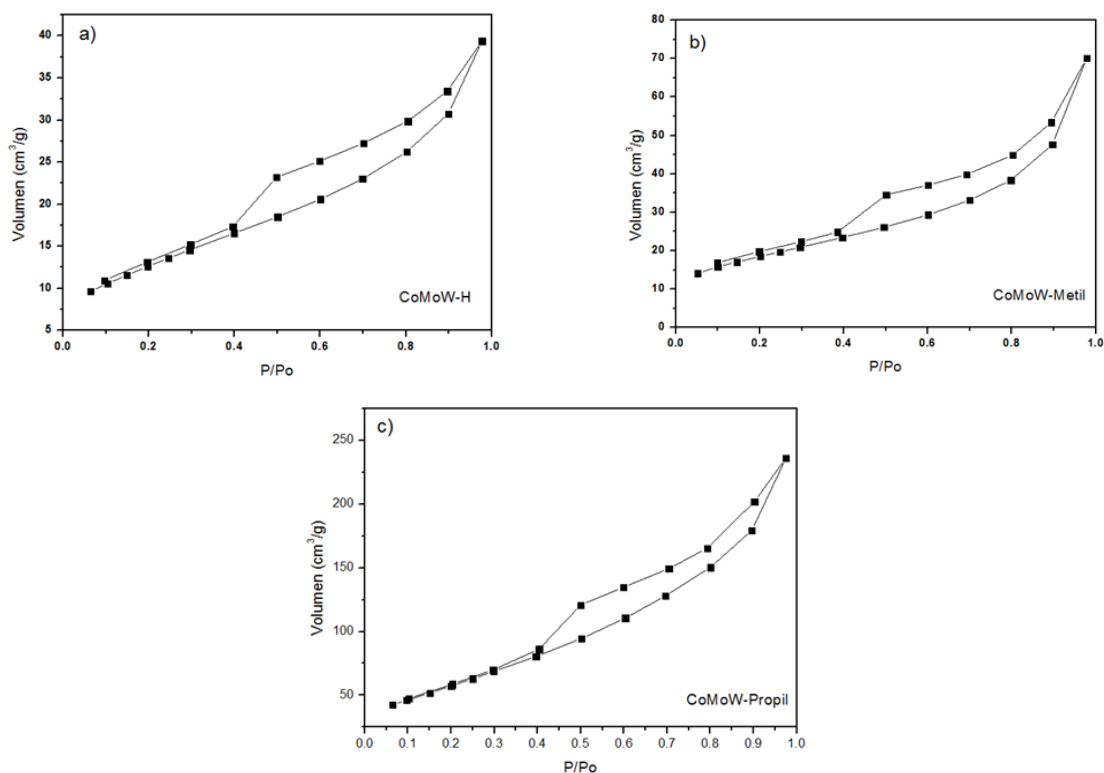 a)
40
35
30
25
20
15
10
5
Volumen (cm³/g)
0.0 0.2 0.4 0.6 0.8 1.0
P/Po
CoMoW-H
b)
80
70
60
50
40
30
20
10
0
Volumen (cm³/g)
0.0 0.2 0.4 0.6 0.8 1.0
P/Po
CoMoW-Metil
c)
250
200
150
100
50
Volumen (cm³/g)
0.0 0.1 0.2 0.3 0.4 0.5 0.6 0.7 0.8 0.9 1.0
P/Po
CoMoW-Propil